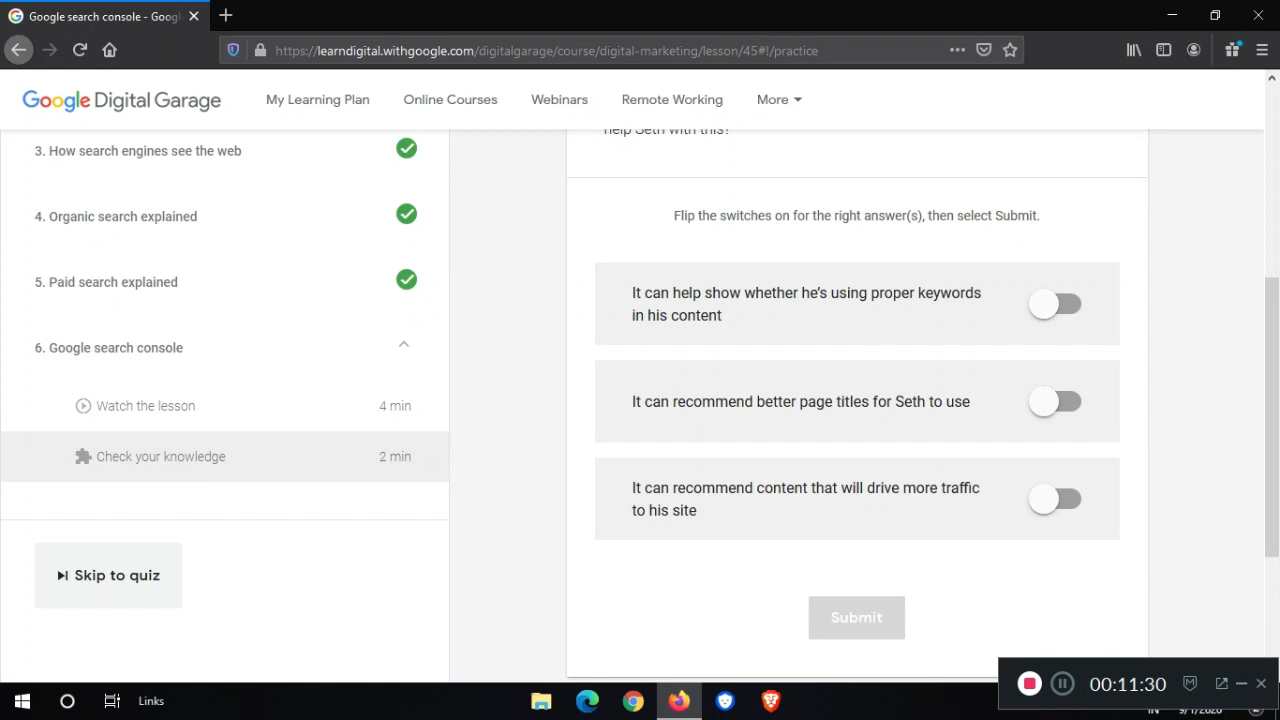 Google search console - Googl
https://learndigital.withgoogle.com/digitalgarage/course/digital-marketing/lesson/45#!/practice
Google Digital Garage
My Learning Plan
Online Courses
Webinars
Remote Working
More
3. How search engines see the web
4. Organic search explained
5. Paid search explained
6. Google search console
Watch the lesson
4 min
Check your knowledge
2 min
Skip to quiz
help Seth with this?
Flip the switches on for the right answer(s), then select Submit.
It can help show whether he’s using proper keywords
in his content
It can recommend better page titles for Seth to use
It can recommend content that will drive more traffic
to his site
Submit
00:11:30
Links
IN
9/1/2020